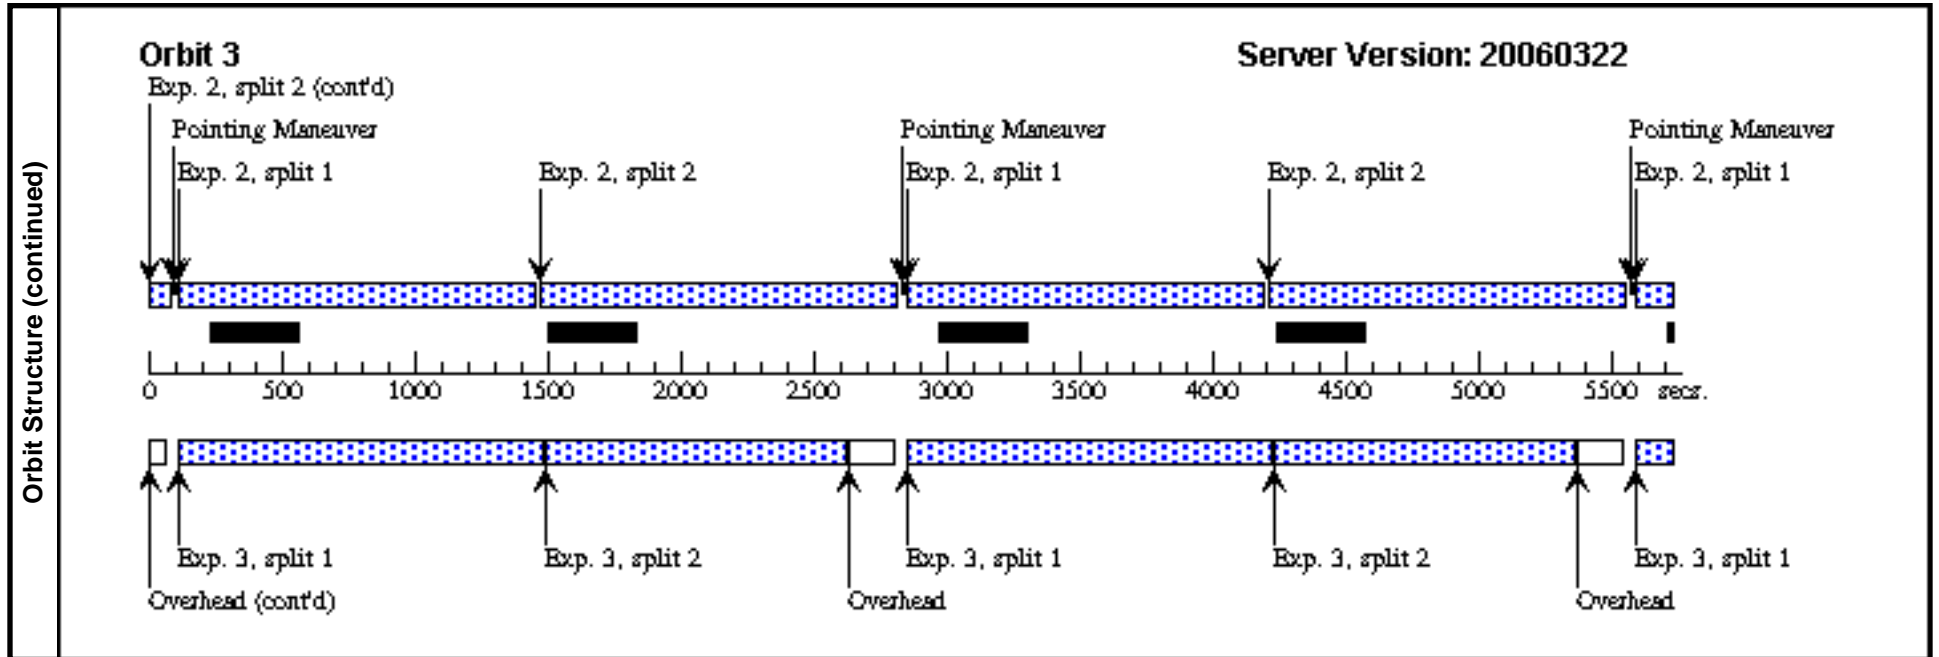 Orbit Structure (continued)
Orbit 3
Server Version: 20060322
Exp. 2, split 2 (cont'd)
Pointing Maneuver
Pointing Maneuver
Pointing Maneuver
Exp. 2, split 1
Exp. 2, split 2
Exp. 2, split 1
Exp. 2, split 2
Exp. 2, split 1
0 500 1000 1500 2000 2500 3000 3500 4000 4500 5000 5500 secs.
Exp. 3, split 1
Exp. 3, split 2
Exp. 3, split 1
Exp. 3, split 2
Exp. 3, split 1
Overhead (cont'd)
Overhead
Overhead